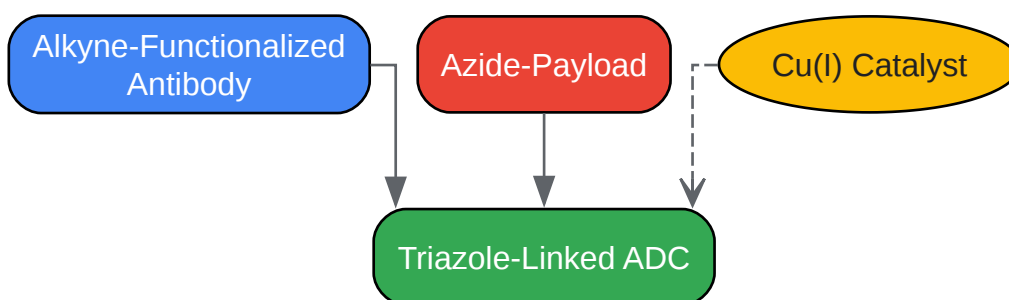 Alkyne-Functionalized
Antibody
Azide-Payload
Cu(I) Catalyst
Triazole-Linked ADC